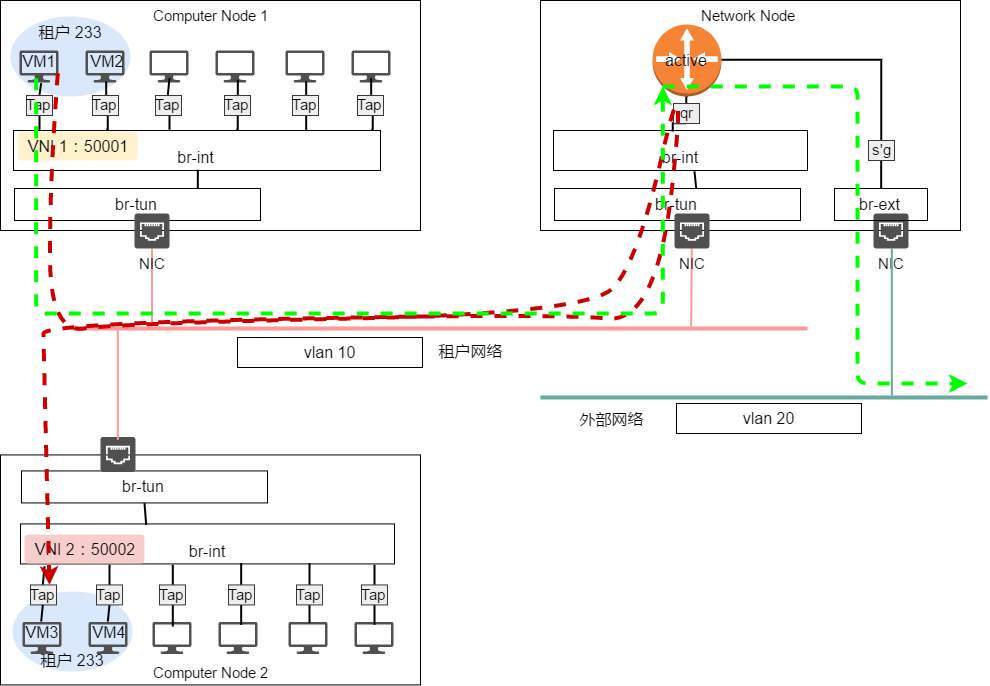 Computer Node 1
租户 233
VM1
VM2
Tap
Tap
Tap
Tap
Tap
Tap
VNI 1：50001
br-int
br-tun
NIC
Network Node
active
qr
br-int
s'g
br-tun
br-ext
NIC
NIC
vlan 10
租户网络
外部网络
vlan 20
br-tun
VNI 2：50002
br-int
Tap
Tap
Tap
Tap
Tap
Tap
VM3
VM4
租户 233
Computer Node 2